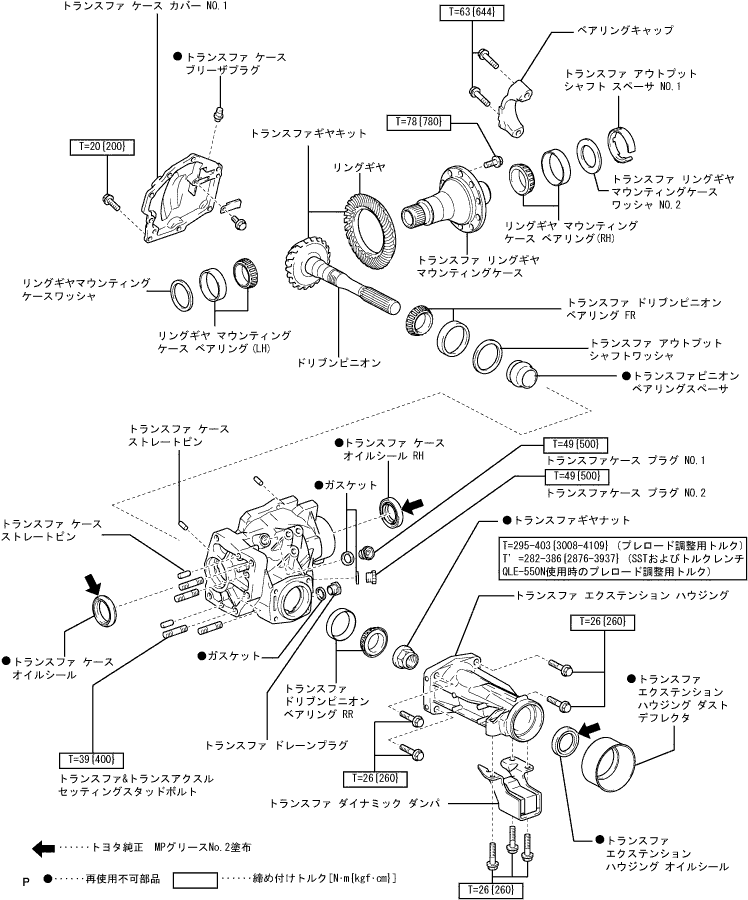 トランスファ ケース カバー NO.1
T=63{644}
ベアリングキャップ
●トランスファ ケース
ブリーザプラグ
トランスファ アウトプット
シャフト スペーサ NO.1
T=78{780}
トランスファギヤキット
T=20{200}
リングギヤ
トランスファ リングギヤ
マウンティングケース
ワッシャ NO.2
リングギヤ マウンティング
ケース ベアリング(RH)
トランスファ リングギヤ
マウンティングケース
リングギヤマウンティング
ケースワッシャ
トランスファ ドリブンピニオン
ベアリング FR
リングギヤ マウンティング
ケース ベアリング(LH)
トランスファ アウトプット
シャフトワッシャ
ドリブンピニオン
●トランスファピニオン
ベアリングスペーサ
トランスファ ケース
ストレートピン
●トランスファ ケース
オイルシール RH
T=49{500}
トランスファケース プラグ NO.1
T=49{500}
●ガスケット
トランスファケース プラグ NO.2
トランスファ ケース
ストレートピン
●トランスファギヤナット
T=295-403{3008-4109} (プレロード調整用トルク)
T'=282-386{2876-3937} (SSTおよびトルクレンチ
QLE-550N使用時のプレロード調整用トルク)
トランスファ エクステンション ハウジング
T=26{260}
●トランスファ ケース
オイルシール
●ガスケット
トランスファ
ドリブンピニオン
ベアリング RR
●トランスファ
エクステンション
ハウジング ダスト
デフレクタ
トランスファ ドレーンプラグ
T=39{400}
トランスファ&トランスアクスル
セッティングスタッドボルト
T=26{260}
トランスファ ダイナミック ダンパ
●トランスファ
エクステンション
ハウジング オイルシール
T=26{260}
······トヨタ純正 MPグリースNo.2塗布
P ●······再使用不可部品 ······締め付けトルク[N·m{kgf·cm}]